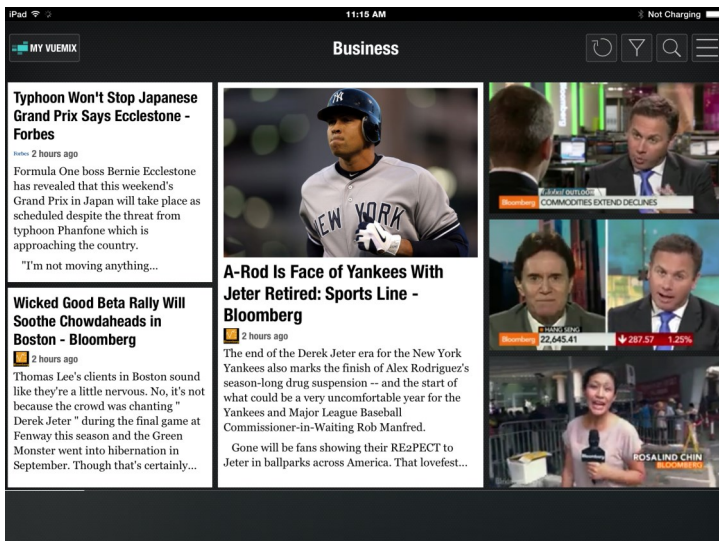 iPad
11:15 AM
Not Charging
MY VUEMIX
Business
Typhoon Won't Stop Japanese
Grand Prix Says Ecclestone -
Forbes
Forbes 2 hours ago
Formula One boss Bernie Ecclestone
has revealed that this weekend's
Grand Prix in Japan will take place as
scheduled despite the threat from
typhoon Phanfone which is
approaching the country.
"I'm not moving anything...
Wicked Good Beta Rally Will
Soothe Chowdaheads in
Boston - Bloomberg
2 hours ago
Thomas Lee's clients in Boston sound
like they're a little nervous. No, it's not
because the crowd was chanting "
Derek Jeter " during the final game at
Fenway this season and the Green
Monster went into hibernation in
September. Though that's certainly...
NEW YORK
A-Rod Is Face of Yankees With
Jeter Retired: Sports Line -
Bloomberg
2 hours ago
The end of the Derek Jeter era for the New York
Yankees also marks the finish of Alex Rodriguez's
season-long drug suspension -- and the start of
what could be a very uncomfortable year for the
Yankees and Major League Baseball
Commissioner-in-Waiting Rob Manfred.
Gone will be fans showing their RE2PECT to
Jeter in ballparks across America. That lovefest...
Global OUTLOOK
Bloomberg COMMODITIES EXTEND DECLINES
HANG SENG
Bloomberg 22,645.41 287.57 1.25%
Bloomberg
ROSALIND CHIN
BLOOMBERG